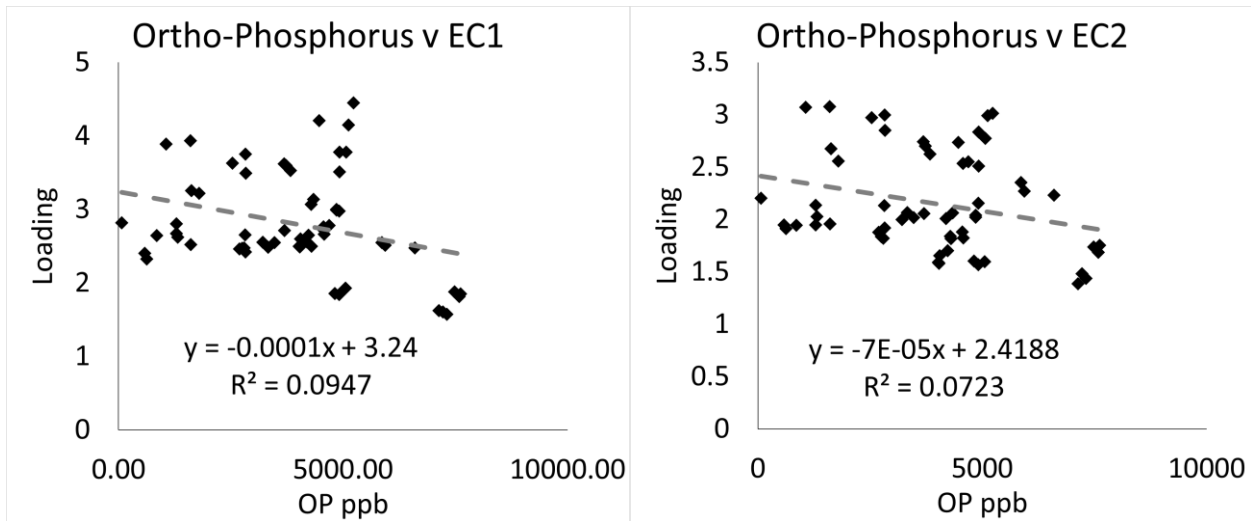 Ortho-Phosphorus v EC1
5
4
3
2
1
0
Loading
y = -0.0001x + 3.24
R² = 0.0947
0.00
5000.00
10000.00
OP ppb
Ortho-Phosphorus v EC2
3.5
3
2.5
2
1.5
1
0.5
0
Loading
y = -7E-05x + 2.4188
R² = 0.0723
0
5000
10000
OP ppb